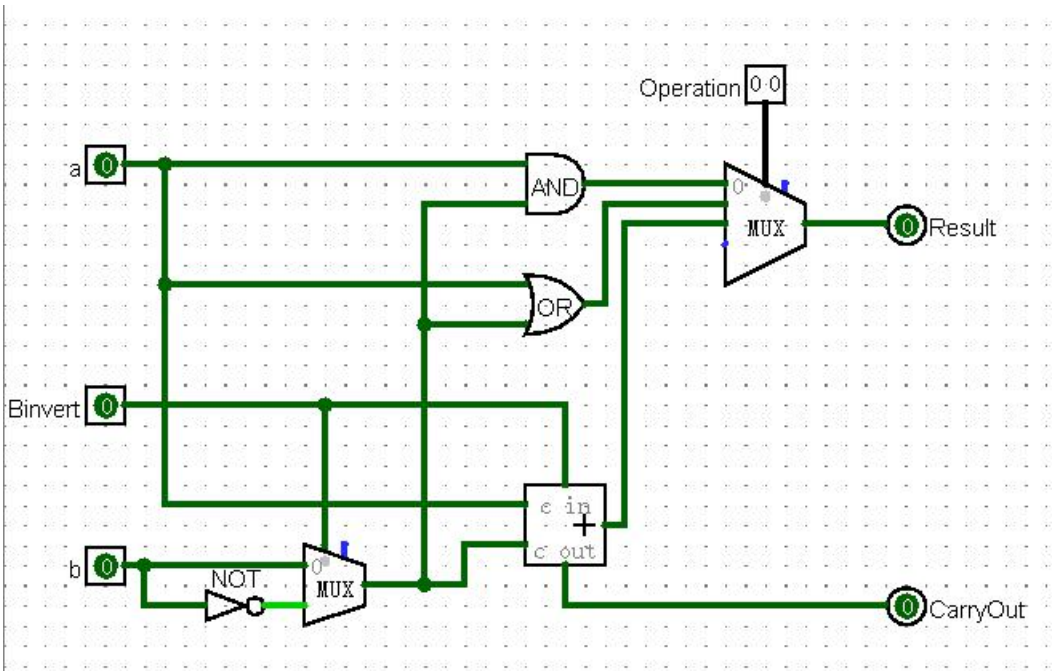 Operation 0 0
a 0
AND
0
MUX
0 Result
OR
Binvert 0
c in
+
c out
b 0
NOT
0
MUX
0 CarryOut